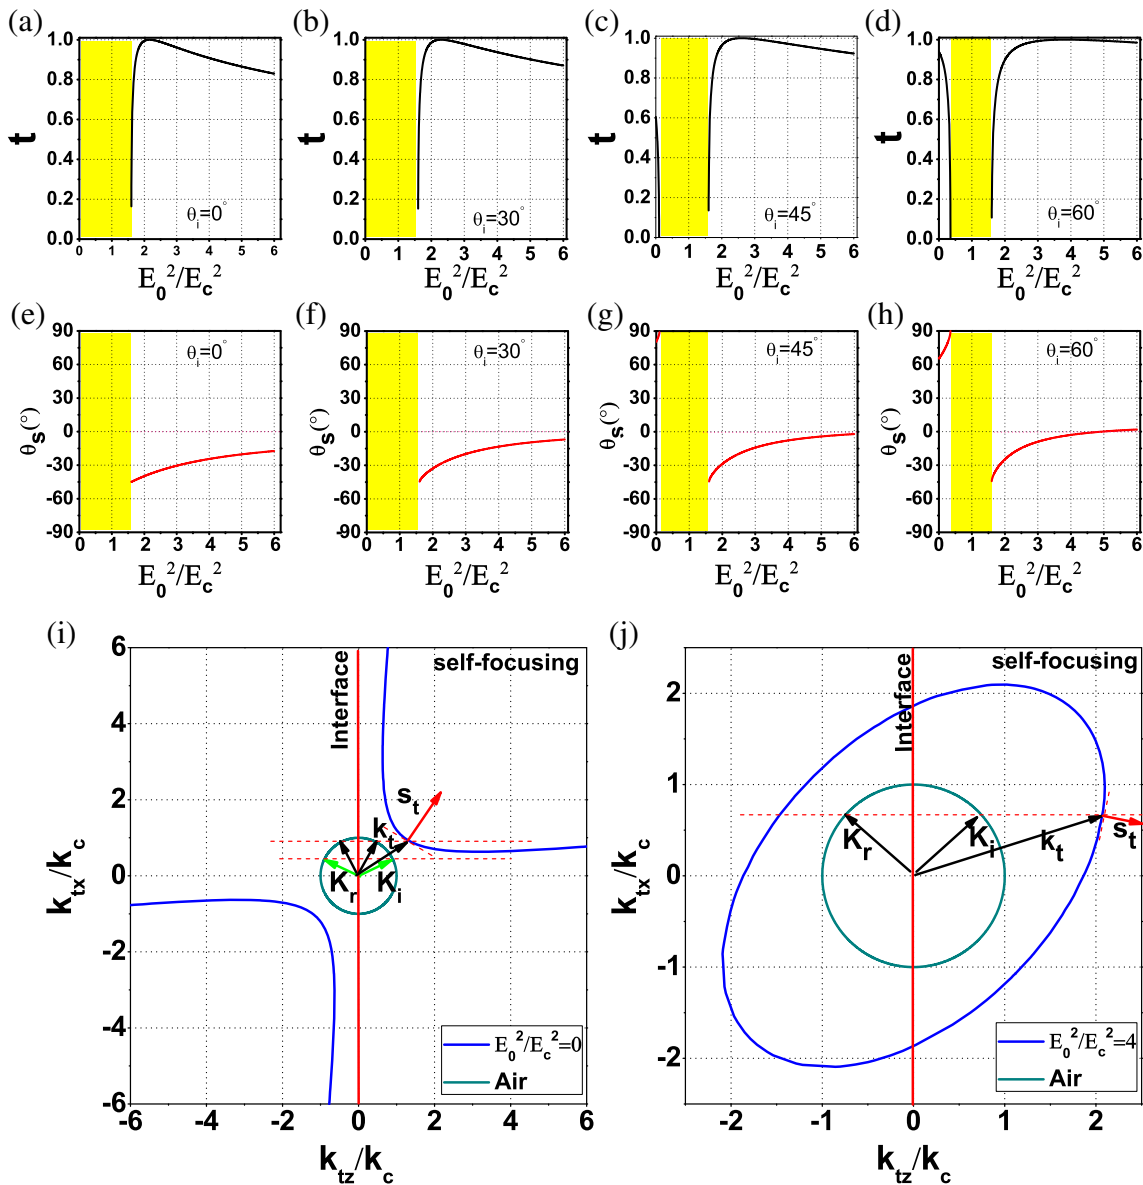 (a) (b) (c) (d)
1.0 0.8 0.6 0.4 0.2 0.0
t
θi=0°
0 1 2 3 4 5 6
E0²/Ec²
1.0 0.8 0.6 0.4 0.2 0.0
t
θi=30°
0 1 2 3 4 5 6
E0²/Ec²
1.0 0.8 0.6 0.4 0.2 0.0
t
θi=45°
0 1 2 3 4 5 6
E0²/Ec²
1.0 0.8 0.6 0.4 0.2 0.0
t
θi=60°
0 1 2 3 4 5 6
E0²/Ec²
(e) (f) (g) (h)
90 60 30 0 -30 -60 -90
θs(°)
θi=0°
0 1 2 3 4 5 6
E0²/Ec²
90 60 30 0 -30 -60 -90
θs(°)
θi=30°
0 1 2 3 4 5 6
E0²/Ec²
90 60 30 0 -30 -60 -90
θs(°)
θi=45°
0 1 2 3 4 5 6
E0²/Ec²
90 60 30 0 -30 -60 -90
θs(°)
θi=60°
0 1 2 3 4 5 6
E0²/Ec²
(i)
self-focusing
Interface
6 4 2 0 -2 -4 -6
ktx/kc
st
kt
Kr
Ki
E0²/Ec²=0
Air
-6 -4 -2 0 2 4 6
ktz/kc
(j)
self-focusing
Interface
2 1 0 -1 -2
ktx/kc
Kr
Ki
kt
st
E0²/Ec²=4
Air
-2 -1 0 1 2
ktz/kc